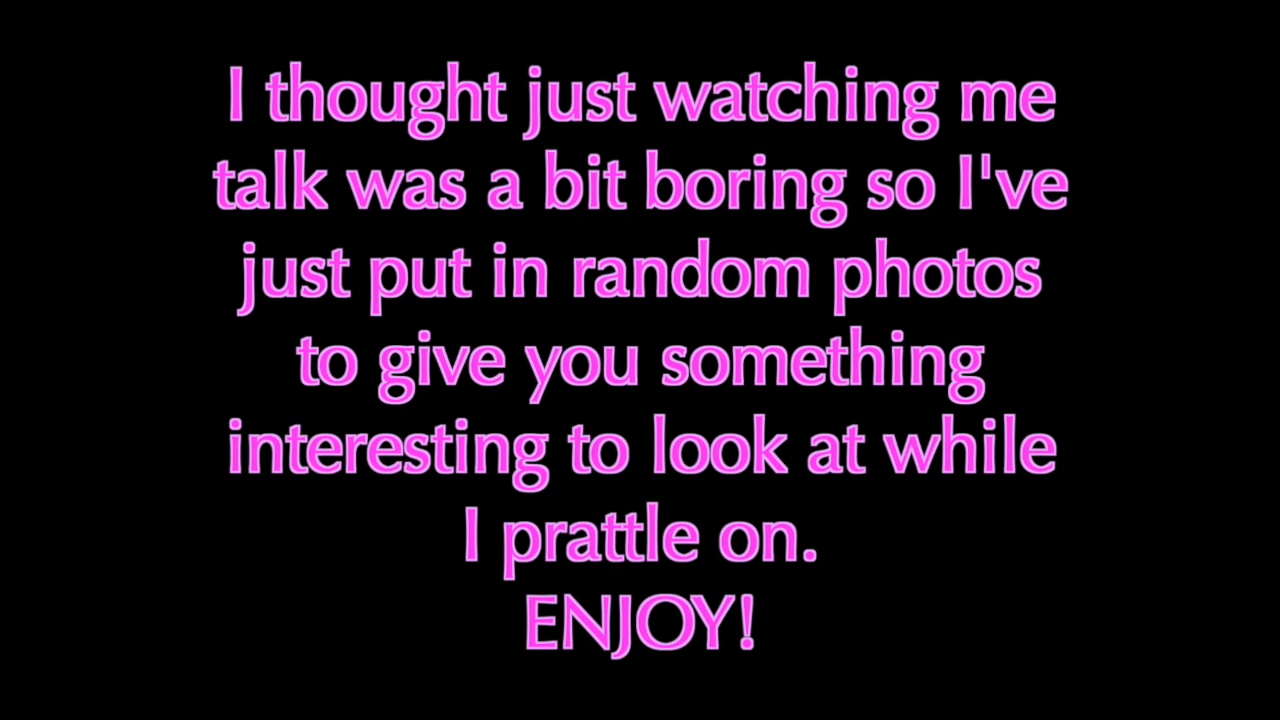 I thought just watching me
talk was a bit boring so I've
just put in random photos
to give you something
interesting to look at while
I prattle on.
ENJOY!